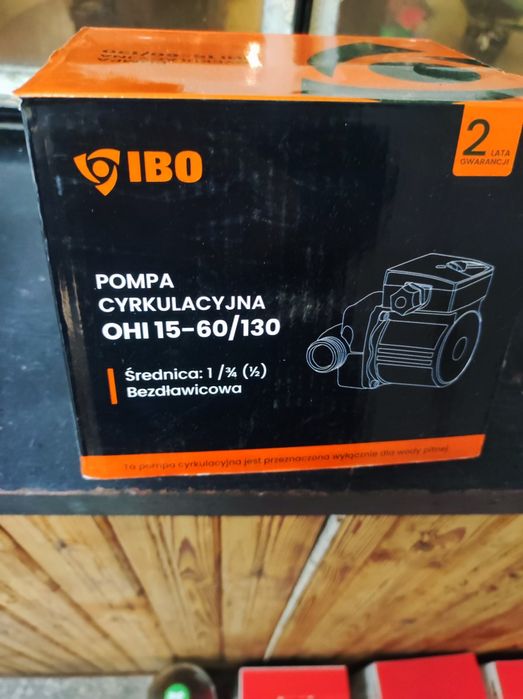 IBO
2
LATA
GWARANCJI
POMPA
CYRKULACYJNA
OHI 15-60/130
Średnica: 1 /¾ (½)
Bezdławicowa
Ta pompa cyrkulacyjna jest przeznaczona wyłącznie dla wody pitnej.